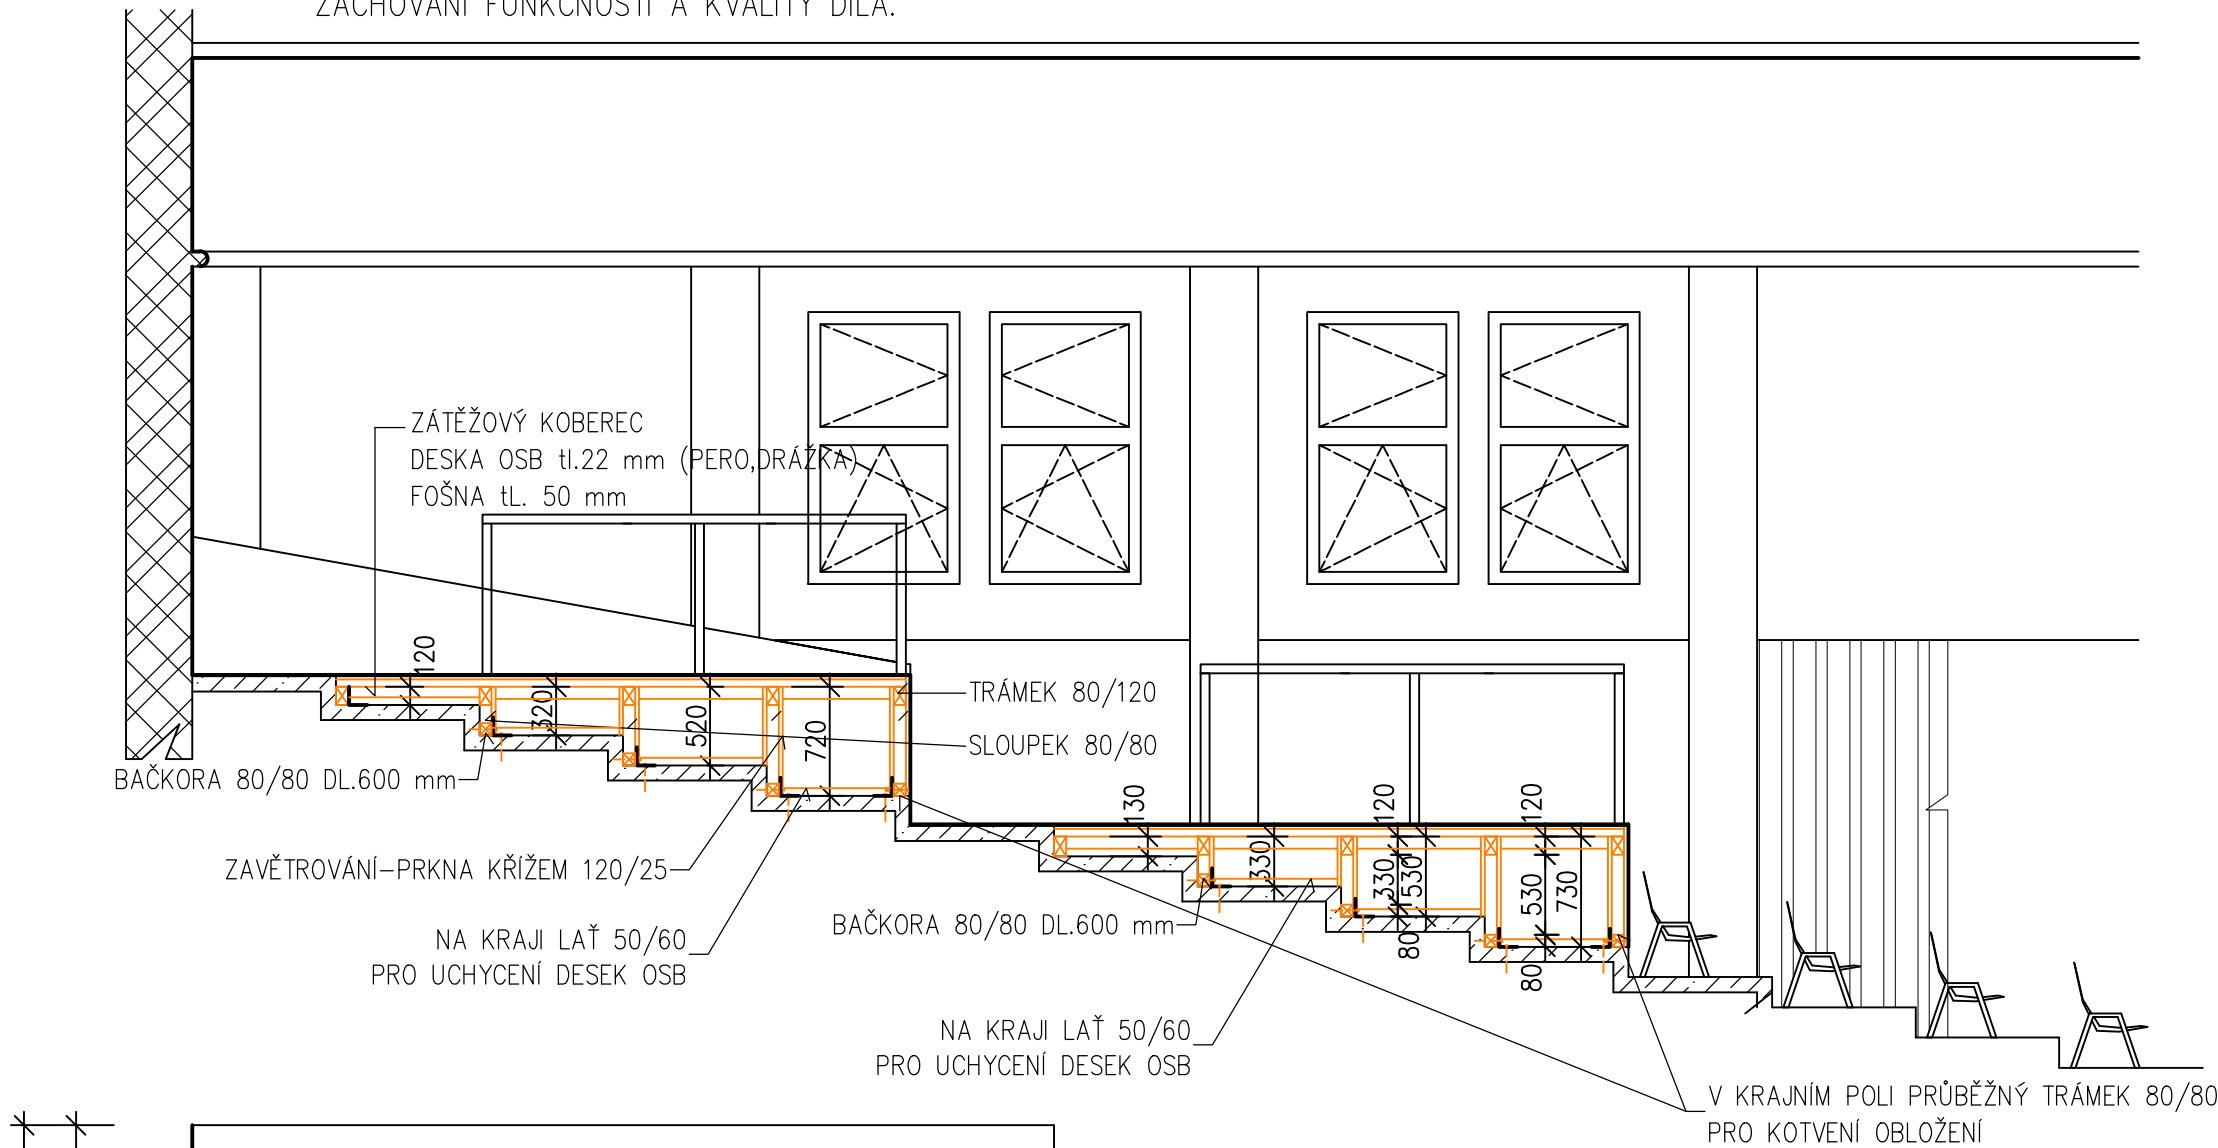 ZACHOVÁNÍ FUNKČNOSTI A KVALITY DÍLA.
ZÁTĚŽOVÝ KOBEREC
DESKA OSB tl.22 mm (PERO,DRÁŽKA)
FOŠNA tL. 50 mm
120
320
520
720
TRÁMEK 80/120
SLOUPEK 80/80
BAČKORA 80/80 DL.600 mm
ZAVĚTROVÁNÍ-PRKNA KŘÍŽEM 120/25
NA KRAJI LAŤ 50/60
PRO UCHYCENÍ DESEK OSB
130
330
120
330
530
80
120
530
730
80
BAČKORA 80/80 DL.600 mm
NA KRAJI LAŤ 50/60
PRO UCHYCENÍ DESEK OSB
V KRAJNÍM POLI PRŮBĚŽNÝ TRÁMEK 80/80
PRO KOTVENÍ OBLOŽENÍ